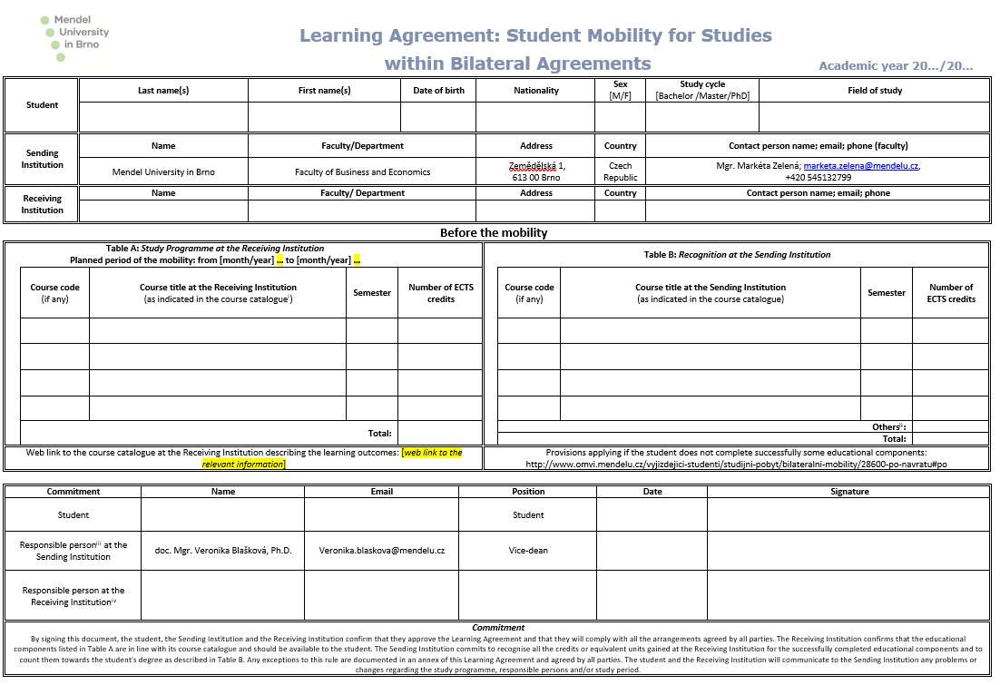 Mendel
University
in Brno
Learning Agreement: Student Mobility for Studies
within Bilateral Agreements
Academic year 20…/20…
Student
Last name(s)
First name(s)
Date of birth
Nationality
Sex
[M/F]
Study cycle
[Bachelor /Master/PhD]
Field of study
Sending
Institution
Name
Faculty/Department
Address
Country
Contact person name; email; phone (faculty)
Mendel University in Brno
Faculty of Business and Economics
Zemědělská 1,
613 00 Brno
Czech
Republic
Mgr. Markéta Zelená; marketa.zelena@mendelu.cz,
+420 545132799
Receiving
Institution
Name
Faculty/ Department
Address
Country
Contact person name; email; phone
Before the mobility
Table A: Study Programme at the Receiving Institution
Planned period of the mobility: from [month/year] … to [month/year] …
Course code
(if any)
Course title at the Receiving Institution
(as indicated in the course catalogueⁱ)
Semester
Number of ECTS
credits
Total:
Web link to the course catalogue at the Receiving Institution describing the learning outcomes: [web link to the
relevant information]
Table B: Recognition at the Sending Institution
Course code
(if any)
Course title at the Sending Institution
(as indicated in the course catalogue)
Semester
Number of
ECTS credits
Othersⁱⁱ:
Total:
Provisions applying if the student does not complete successfully some educational components:
http://www.omvi.mendelu.cz/vyjizdejici-studenti/studijni-pobyt/bilateralni-mobility/28600-po-navratu#po
Commitment
Name
Email
Position
Date
Signature
Student
Student
Responsible personⁱⁱⁱ at the
Sending Institution
doc. Mgr. Veronika Blašková, Ph.D.
Veronika.blaskova@mendelu.cz
Vice-dean
Responsible person at the
Receiving Institutionⁱᵛ
Commitment
By signing this document, the student, the Sending Institution and the Receiving Institution confirm that they approve the Learning Agreement and that they will comply with all the arrangements agreed by all parties. The Receiving Institution confirms that the educational
components listed in Table A are in line with its course catalogue and should be available to the student. The Sending Institution commits to recognise all the credits or equivalent units gained at the Receiving Institution for the successfully completed educational components and to
count them towards the student's degree as described in Table B. Any exceptions to this rule are documented in an annex of this Learning Agreement and agreed by all parties. The student and the Receiving Institution will communicate to the Sending Institution any problems or
changes regarding the study programme, responsible persons and/or study period.